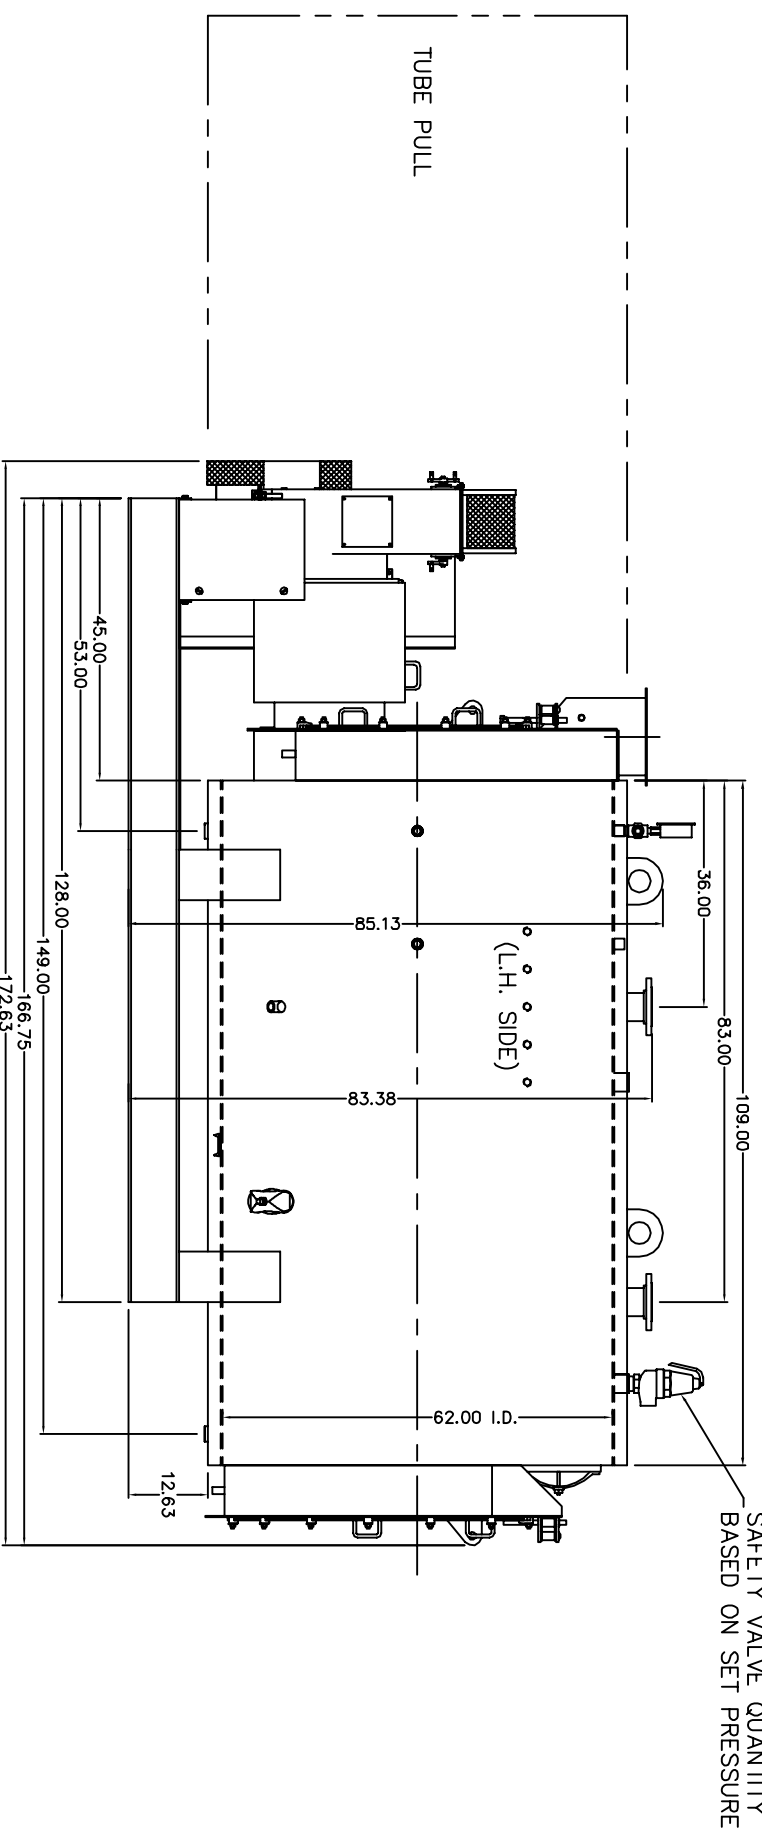 TUBE PULL
SAFETY VALVE QUANTITY
BASED ON SET PRESSURE
109.00
83.00
36.00
(L.H. SIDE)
85.13
83.38
62.00 I.D.
12.63
45.00
53.00
128.00
149.00
166.75
172.63